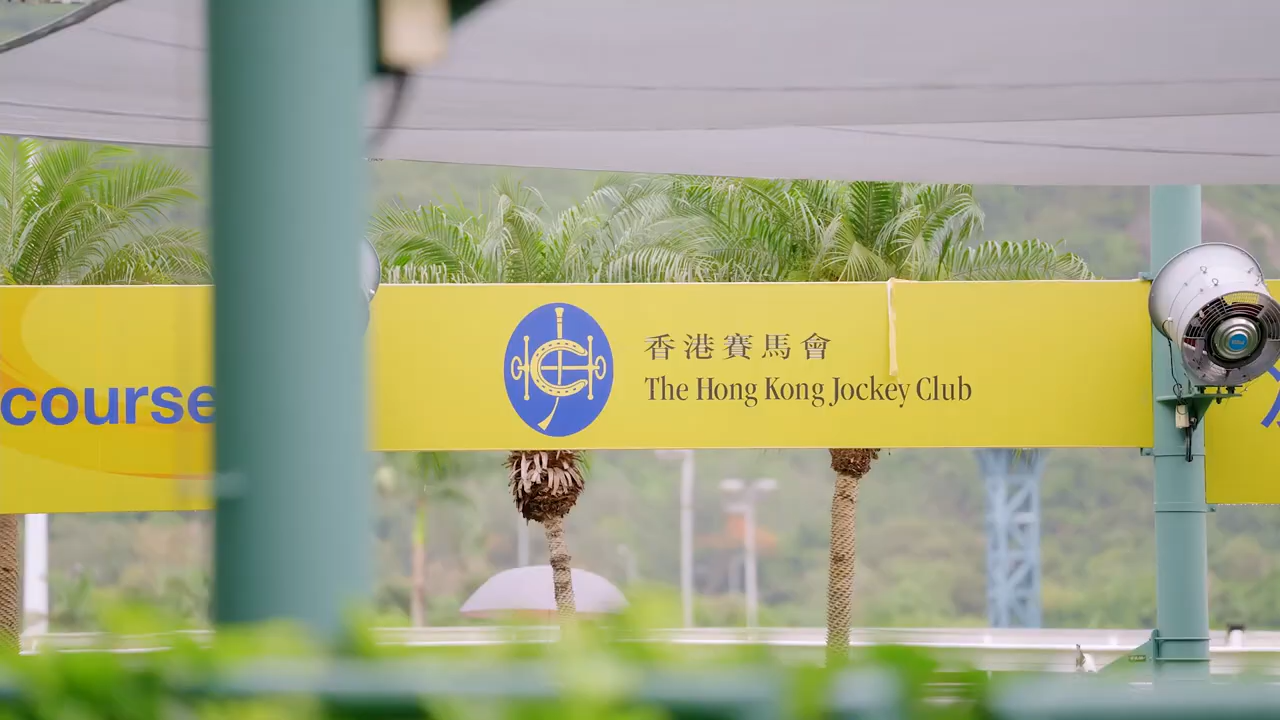 course
香港賽馬會
The Hong Kong Jockey Club